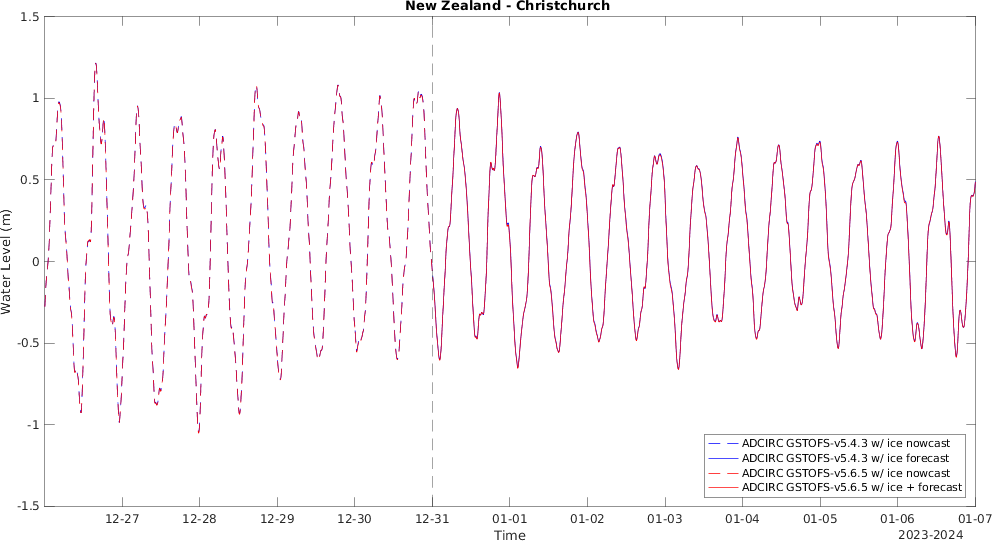 New Zealand - Christchurch
1.5
1
0.5
0
-0.5
-1
-1.5
Water Level (m)
12-27 12-28 12-29 12-30 12-31 01-01 01-02 01-03 01-04 01-05 01-06 01-07
Time
2023-2024
ADCIRC GSTOFS-v5.4.3 w/ ice nowcast
ADCIRC GSTOFS-v5.4.3 w/ ice forecast
ADCIRC GSTOFS-v5.6.5 w/ ice nowcast
ADCIRC GSTOFS-v5.6.5 w/ ice + forecast